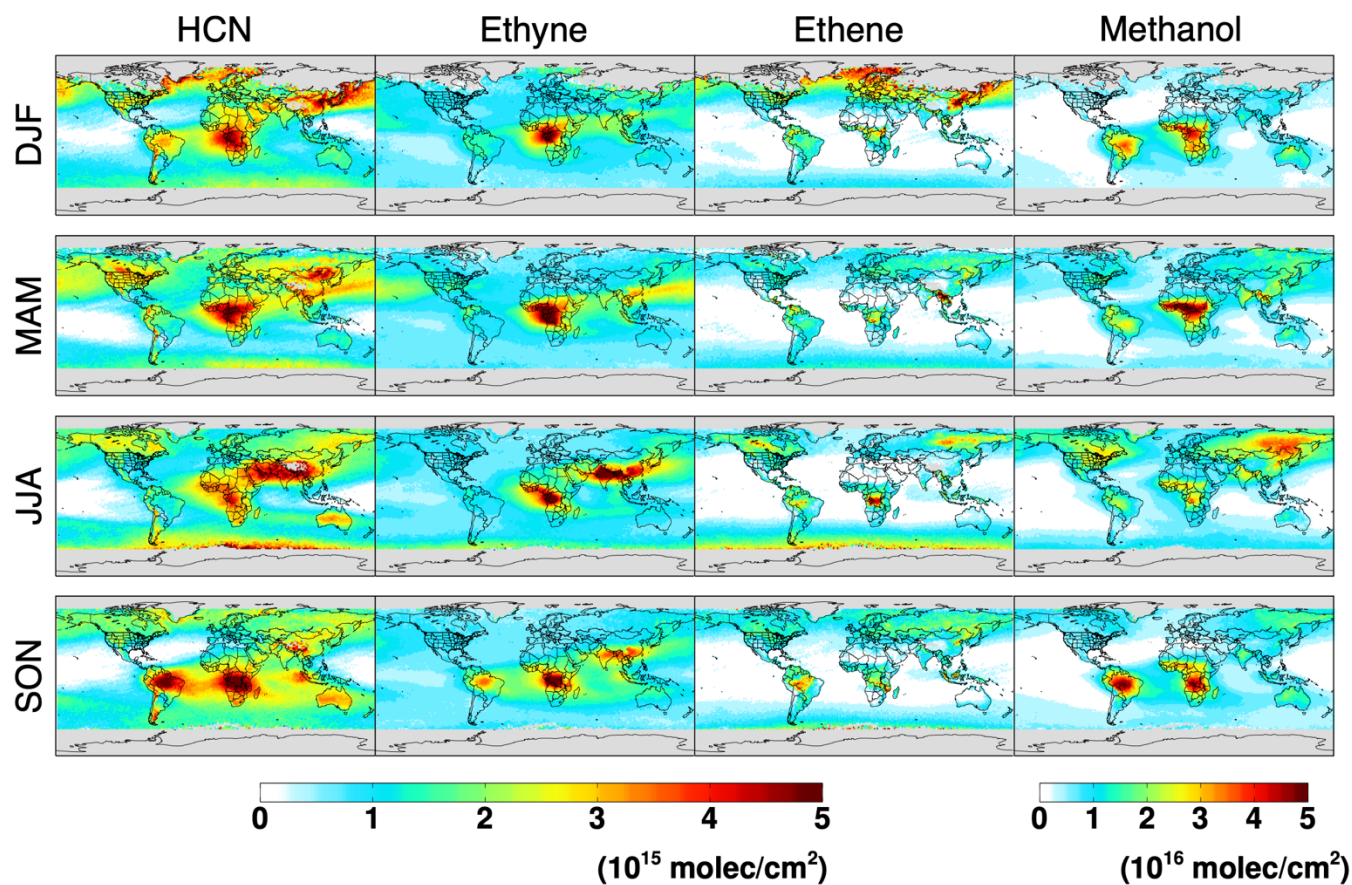 HCN Ethyne Ethene Methanol
DJF
MAM
JJA
SON
0 1 2 3 4 5 0 1 2 3 4 5
(10¹⁵ molec/cm²) (10¹⁶ molec/cm²)